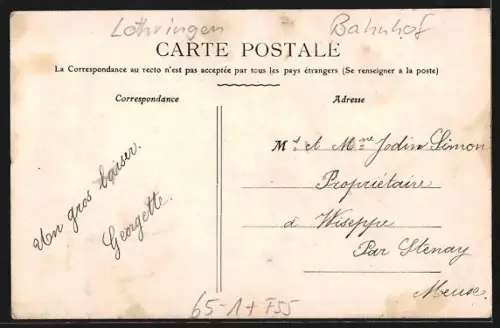 Lothringen Bahnhof
CARTE POSTALE
La Correspondance au recto n'est pas acceptée par tous les pays étrangers (Se renseigner a la poste)
Correspondance
Un gros baiser.
Georgette.
Adresse
Mr et Mme Jodin Simon
Propriétaire
à Wiseppe
Par Stenay
Meuse.
65-1+ F55